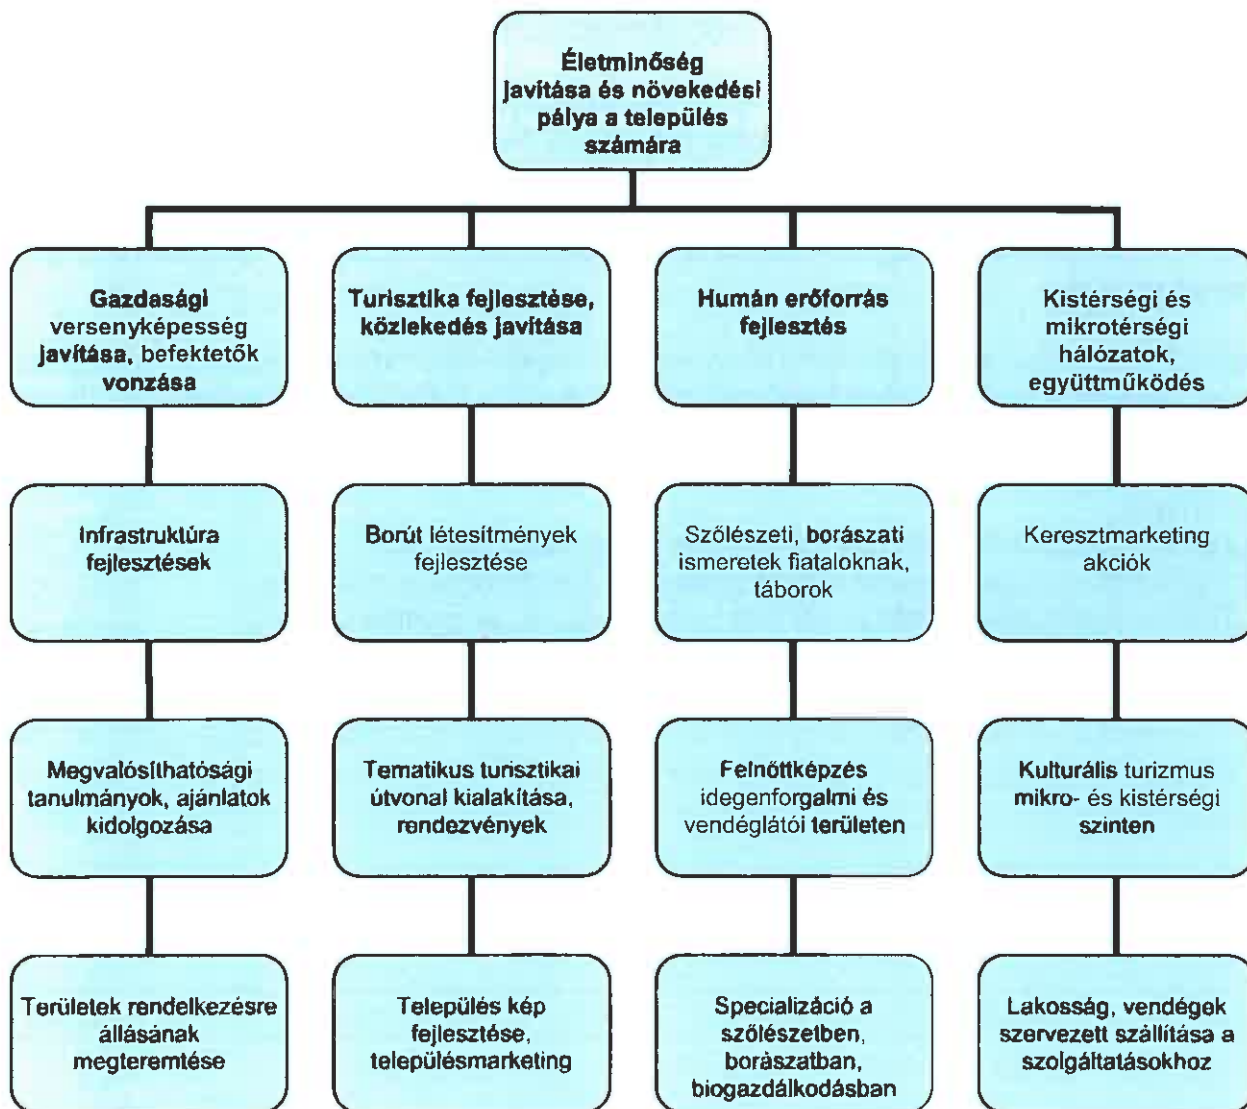 Életminőség
javítása és növekedési
pálya a település
számára
Gazdasági
versenyképesség
javítása, befektetők
vonzása
Turisztika fejlesztése,
közlekedés javítása
Humán erőforrás
fejlesztés
Kistérségi és
mikrotérségi
hálózatok,
együttműködés
Infrastruktúra
fejlesztések
Borút létesítmények
fejlesztése
Szőlészeti, borászati
ismeretek fiataloknak,
táborok
Keresztmarketing
akciók
Megvalósíthatósági
tanulmányok, ajánlatok
kidolgozása
Tematikus turisztikai
útvonal kialakítása,
rendezvények
Felnőttképzés
idegenforgalmi és
vendéglátói területen
Kulturális turizmus
mikro- és kistérségi
szinten
Területek rendelkezésre
állásának
megteremtése
Település kép
fejlesztése,
településmarketing
Specializáció a
szőlészetben,
borászatban,
biogazdálkodásban
Lakosság, vendégek
szervezett szállítása a
szolgáltatásokhoz